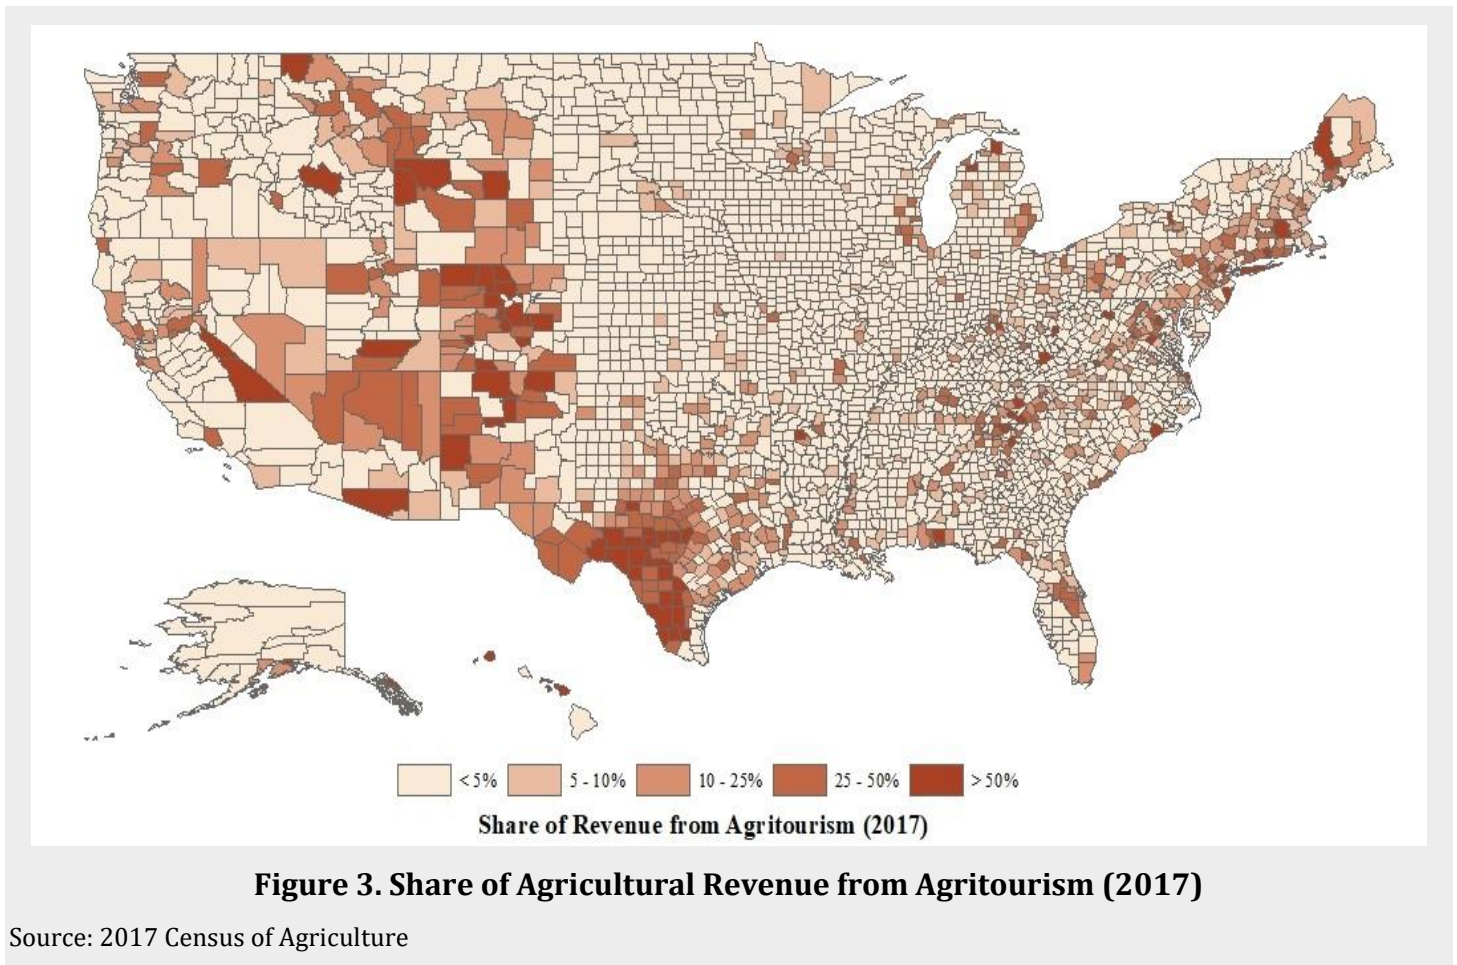 <5% 5 - 10% 10 - 25% 25 - 50% >50%
Share of Revenue from Agritourism (2017)
Figure 3. Share of Agricultural Revenue from Agritourism (2017)
Source: 2017 Census of Agriculture